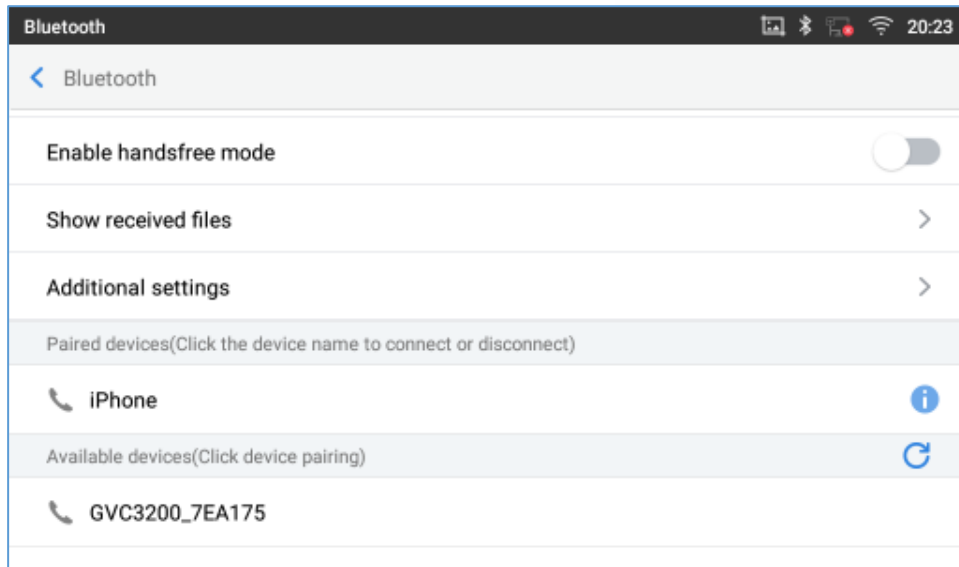 Bluetooth 20:23
Bluetooth
Enable handsfree mode
Show received files
Additional settings
Paired devices(Click the device name to connect or disconnect)
iPhone
Available devices(Click device pairing)
GVC3200_7EA175